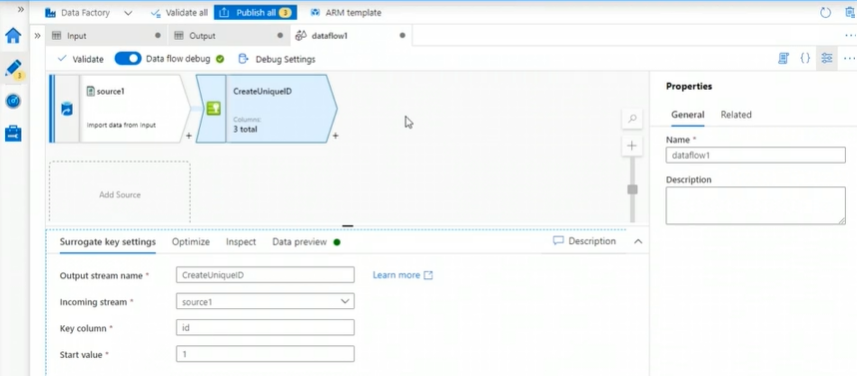 Data Factory
Validate all
Publish all 3
ARM template
Input
Output
dataflow1
Validate
Data flow debug
Debug Settings
source1
Import data from Input
CreateUniqueID
Columns:
3 total
Add Source
Properties
General
Related
Name *
dataflow1
Description
Surrogate key settings
Optimize
Inspect
Data preview
Description
Output stream name *
CreateUniqueID
Learn more
Incoming stream *
source1
Key column *
id
Start value *
1